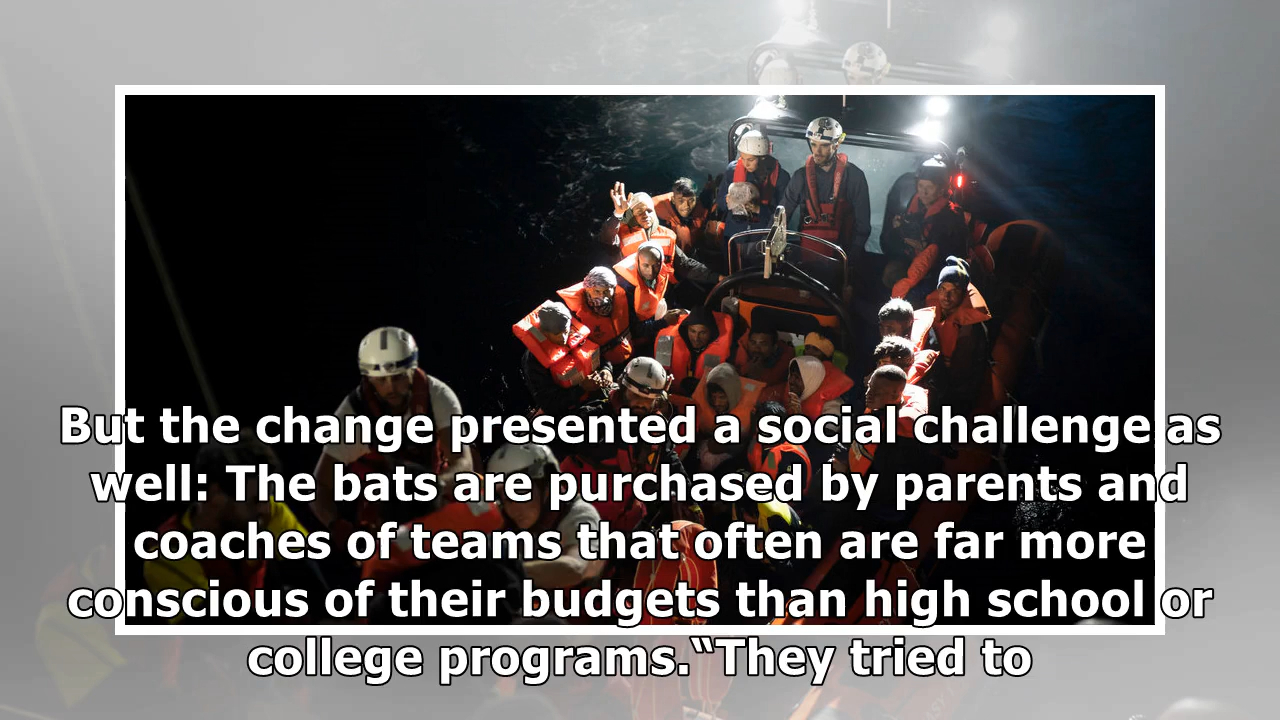 But the change presented a social challenge as
well: The bats are purchased by parents and
coaches of teams that often are far more
conscious of their budgets than high school or
college programs.“They tried to